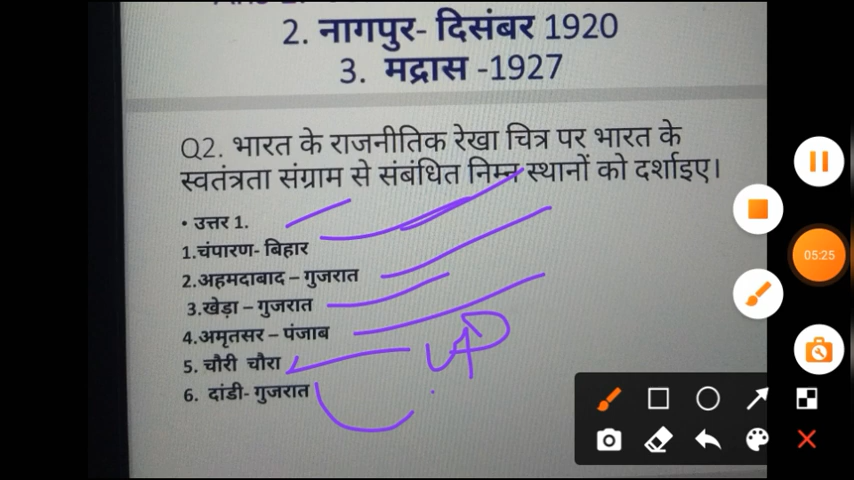 2. नागपुर- दिसंबर 1920
3. मद्रास -1927
Q2. भारत के राजनीतिक रेखा चित्र पर भारत के
स्वतंत्रता संग्राम से संबंधित निम्न स्थानों को दर्शाइए।
• उत्तर 1.
1.चंपारण- बिहार
2.अहमदाबाद – गुजरात
3.खेड़ा – गुजरात
4.अमृतसर – पंजाब
5. चौरी चौरा
UP
6. दांडी- गुजरात
05:25